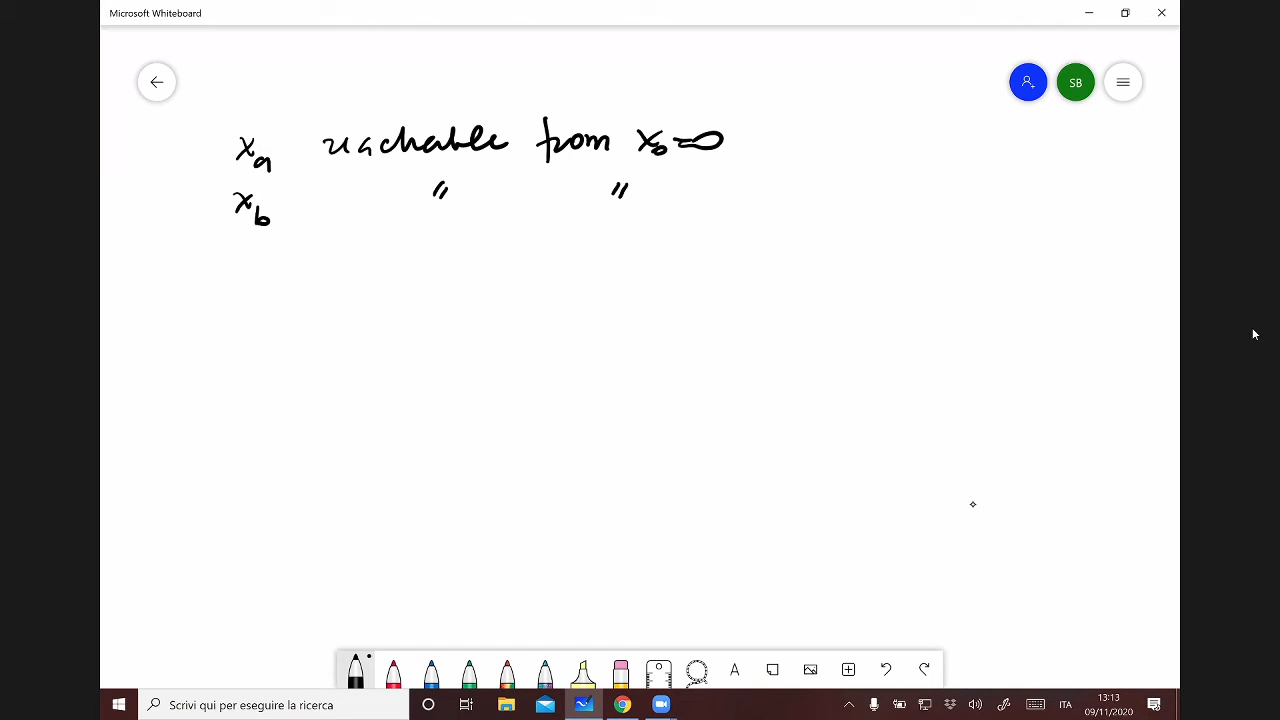 Microsoft Whiteboard
SB
x_a reachable from x_0=0
x_b " "
A
Scrivi qui per eseguire la ricerca
ITA
13:13
09/11/2020